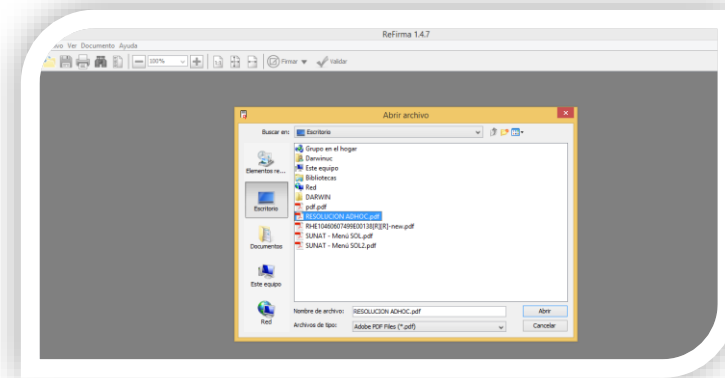 ReFirma 1.4.7
Ver Documento Ayuda
100%
Firmar
Validar
Abrir archivo
Buscar en:
Escritorio
Grupo en el hogar
Darwinuc
Este equipo
Bibliotecas
Red
DARWIN
pdf.pdf
RESOLUCION ADHOC.pdf
RHE10460607499E00138[R][R]-new.pdf
SUNAT - Menú SOL.pdf
SUNAT - Menú SOL2.pdf
Elementos re...
Escritorio
Documentos
Este equipo
Red
Nombre de archivo:
RESOLUCION ADHOC.pdf
Abrir
Archivos de tipo:
Adobe PDF Files (*.pdf)
Cancelar